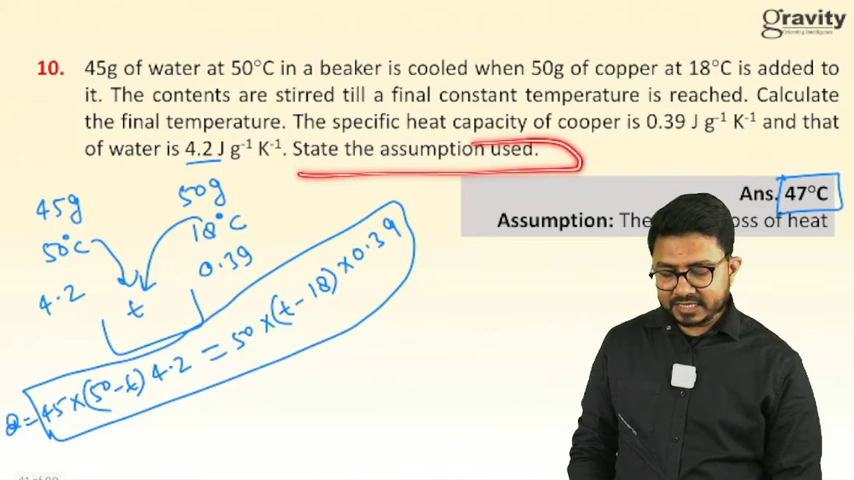 gravity
10. 45g of water at 50°C in a beaker is cooled when 50g of copper at 18°C is added to
it. The contents are stirred till a final constant temperature is reached. Calculate
the final temperature. The specific heat capacity of cooper is 0.39 J g⁻¹ K⁻¹ and that
of water is 4.2 J g⁻¹ K⁻¹. State the assumption used.
Ans. 47°C
Assumption: The oss of heat
45g
50°C
4.2
50g
18°C
0.39
t
Q = 45 × (50 - t) 4.2 = 50 × (t - 18) × 0.39